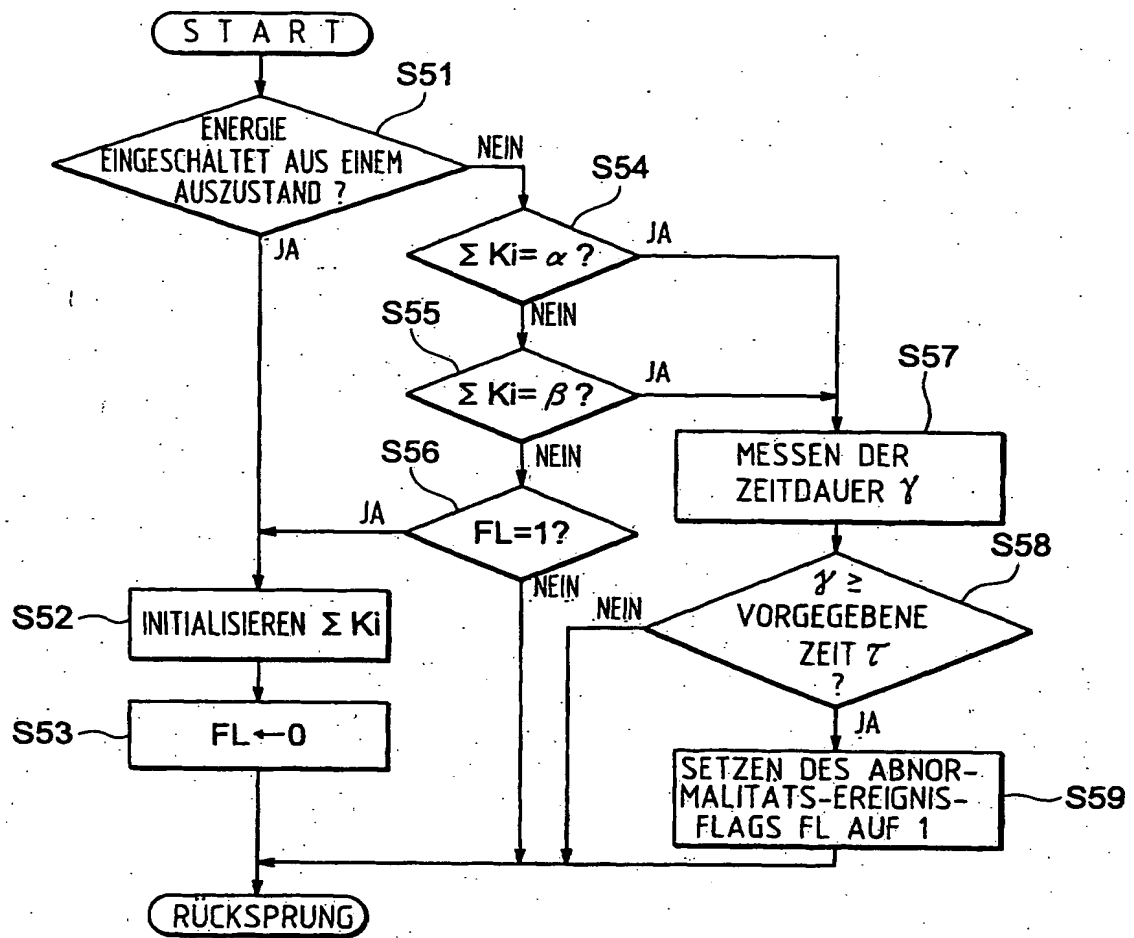 START
S51
ENERGIE
EINGESCHALTET AUS EINEM
AUSZUSTAND ?
NEIN
JA
S54
Σ Ki= α ?
JA
NEIN
S55
Σ Ki= β ?
JA
NEIN
S56
FL=1?
JA
NEIN
S57
MESSEN DER
ZEITDAUER γ
S58
γ ≥
VORGEGEBENE
ZEIT τ
?
NEIN
JA
S52
INITIALISIEREN Σ Ki
S53
FL←0
SETZEN DES ABNOR-
MALITÄTS-EREIGNIS-
FLAGS FL AUF 1
S59
RÜCKSPRUNG